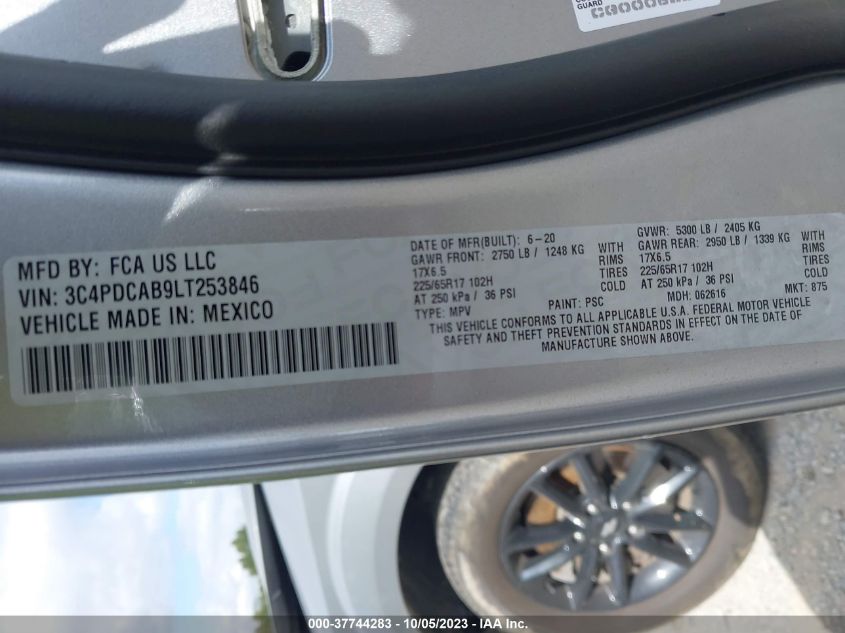 GUARD
MFD BY: FCA US LLC
VIN: 3C4PDCAB9LT253846
VEHICLE MADE IN: MEXICO
DATE OF MFR(BUILT): 6-20
GAWR FRONT: 2750 LB / 1248 KG WITH
17X6.5 RIMS
225/65R17 102H TIRES
AT 250 kPa / 36 PSI COLD
TYPE: MPV
PAINT: PSC
GVWR: 5300 LB / 2405 KG
GAWR REAR: 2950 LB / 1339 KG WITH
17X6.5 RIMS
225/65R17 102H TIRES
AT 250 kPa / 36 PSI COLD
MDH: 062616 MKT: 875
THIS VEHICLE CONFORMS TO ALL APPLICABLE U.S.A. FEDERAL MOTOR VEHICLE
SAFETY AND THEFT PREVENTION STANDARDS IN EFFECT ON THE DATE OF
MANUFACTURE SHOWN ABOVE.
000-37744283 - 10/05/2023 - IAA Inc.